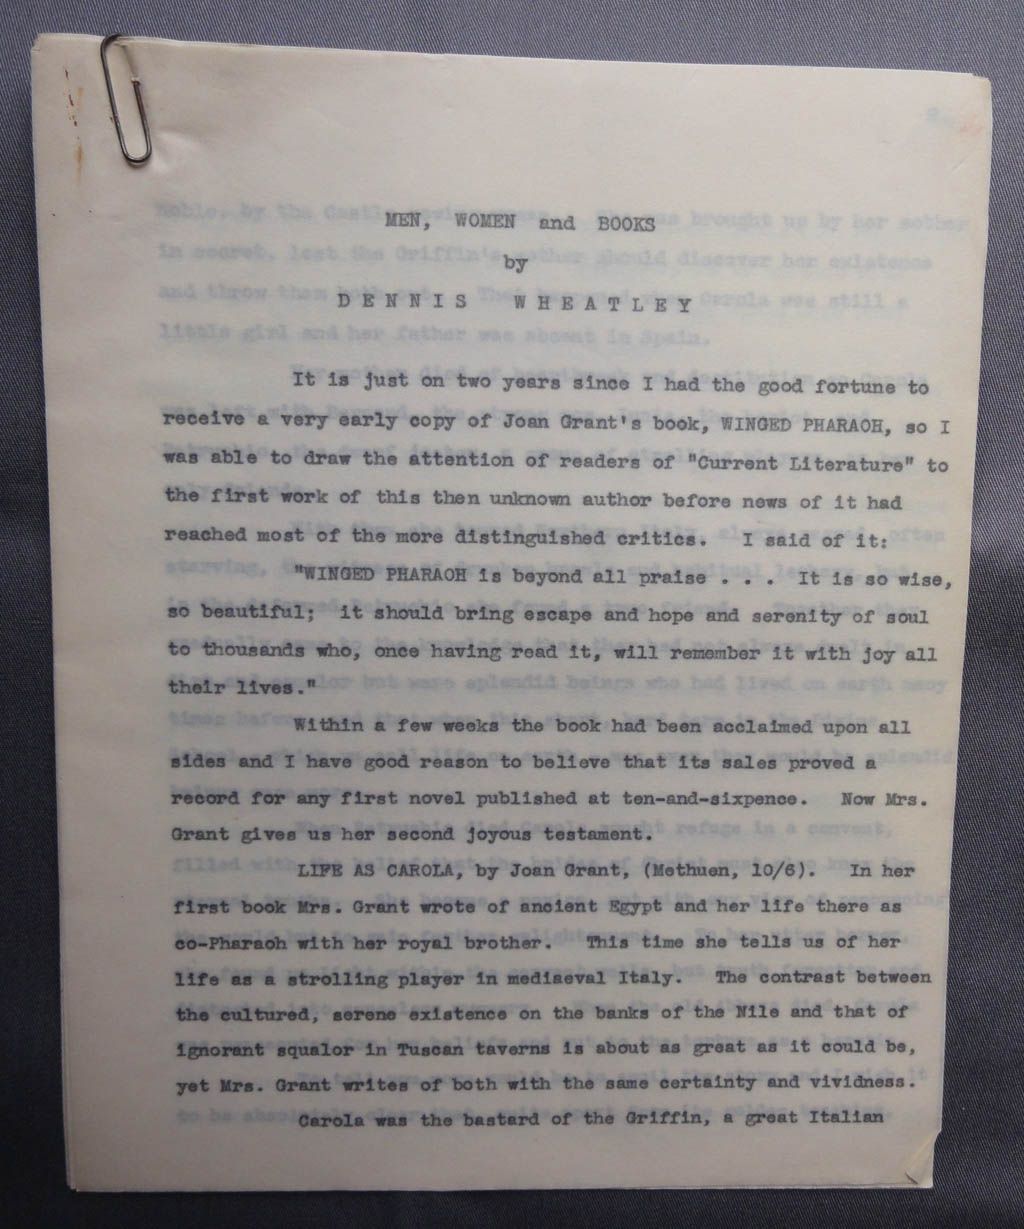 MEN, WOMEN and BOOKS
by
DENNIS WHEATLEY
It is just on two years since I had the good fortune to
receive a very early copy of Joan Grant's book, WINGED PHARAOH, so I
was able to draw the attention of readers of "Current Literature" to
the first work of this then unknown author before news of it had
reached most of the more distinguished critics. I said of it:
"WINGED PHARAOH is beyond all praise . . . It is so wise,
so beautiful; it should bring escape and hope and serenity of soul
to thousands who, once having read it, will remember it with joy all
their lives."
Within a few weeks the book had been acclaimed upon all
sides and I have good reason to believe that its sales proved a
record for any first novel published at ten-and-sixpence. Now Mrs.
Grant gives us her second joyous testament.
LIFE AS CAROLA, by Joan Grant, (Methuen, 10/6). In her
first book Mrs. Grant wrote of ancient Egypt and her life there as
co-Pharaoh with her royal brother. This time she tells us of her
life as a strolling player in mediaeval Italy. The contrast between
the cultured, serene existence on the banks of the Nile and that of
ignorant squalor in Tuscan taverns is about as great as it could be,
yet Mrs. Grant writes of both with the same certainty and vividness.
Carola was the bastard of the Griffin, a great Italian